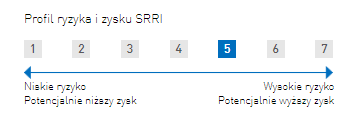 Profil ryzyka i zysku SRRI
1 2 3 4 5 6 7
Niskie ryzyko Wysokie ryzyko
Potencjalnie niższy zysk Potencjalnie wyższy zysk